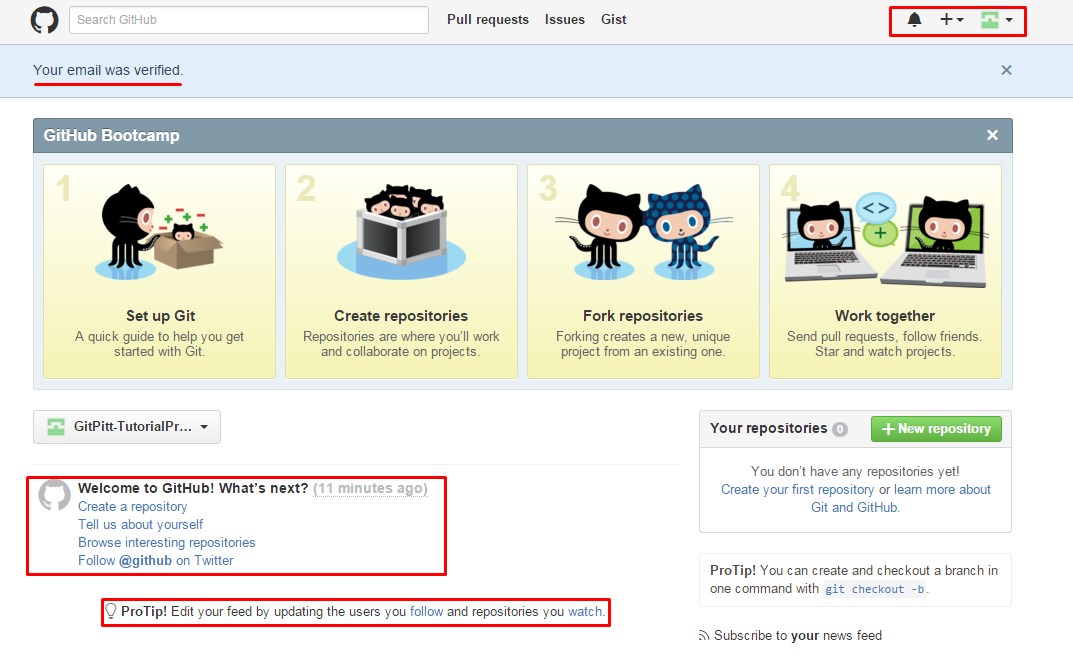 Search GitHub
Pull requests Issues Gist
Your email was verified.
GitHub Bootcamp
1
Set up Git
A quick guide to help you get
started with Git.
2
Create repositories
Repositories are where you'll work
and collaborate on projects.
3
Fork repositories
Forking creates a new, unique
project from an existing one.
4
<>
+
Work together
Send pull requests, follow friends.
Star and watch projects.
GitPitt-TutorialPr...
Welcome to GitHub! What's next? (11 minutes ago)
Create a repository
Tell us about yourself
Browse interesting repositories
Follow @github on Twitter
ProTip! Edit your feed by updating the users you follow and repositories you watch.
Your repositories 0
+ New repository
You don't have any repositories yet!
Create your first repository or learn more about
Git and GitHub.
ProTip! You can create and checkout a branch in
one command with git checkout -b.
Subscribe to your news feed